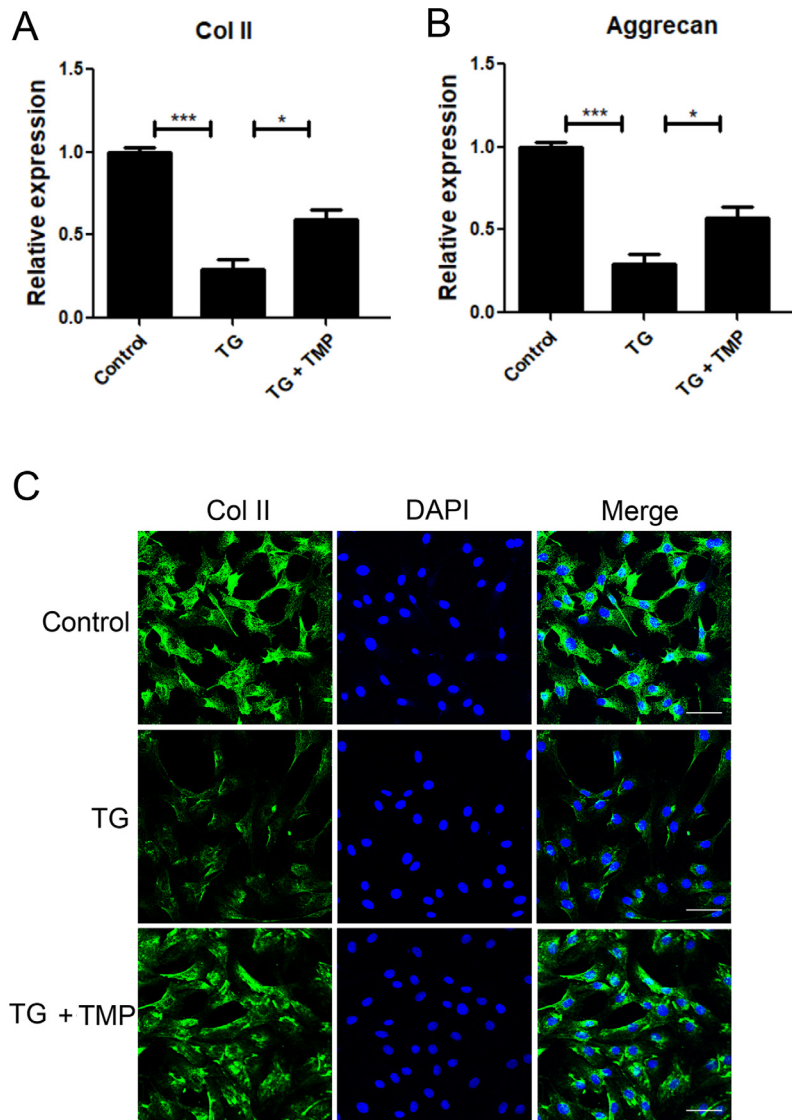 A
Col II
Relative expression
1.5
1.0
0.5
0.0
***
*
Control
TG
TG + TMP
B
Aggrecan
Relative expression
1.5
1.0
0.5
0.0
***
*
Control
TG
TG + TMP
C
Col II
DAPI
Merge
Control
TG
TG + TMP